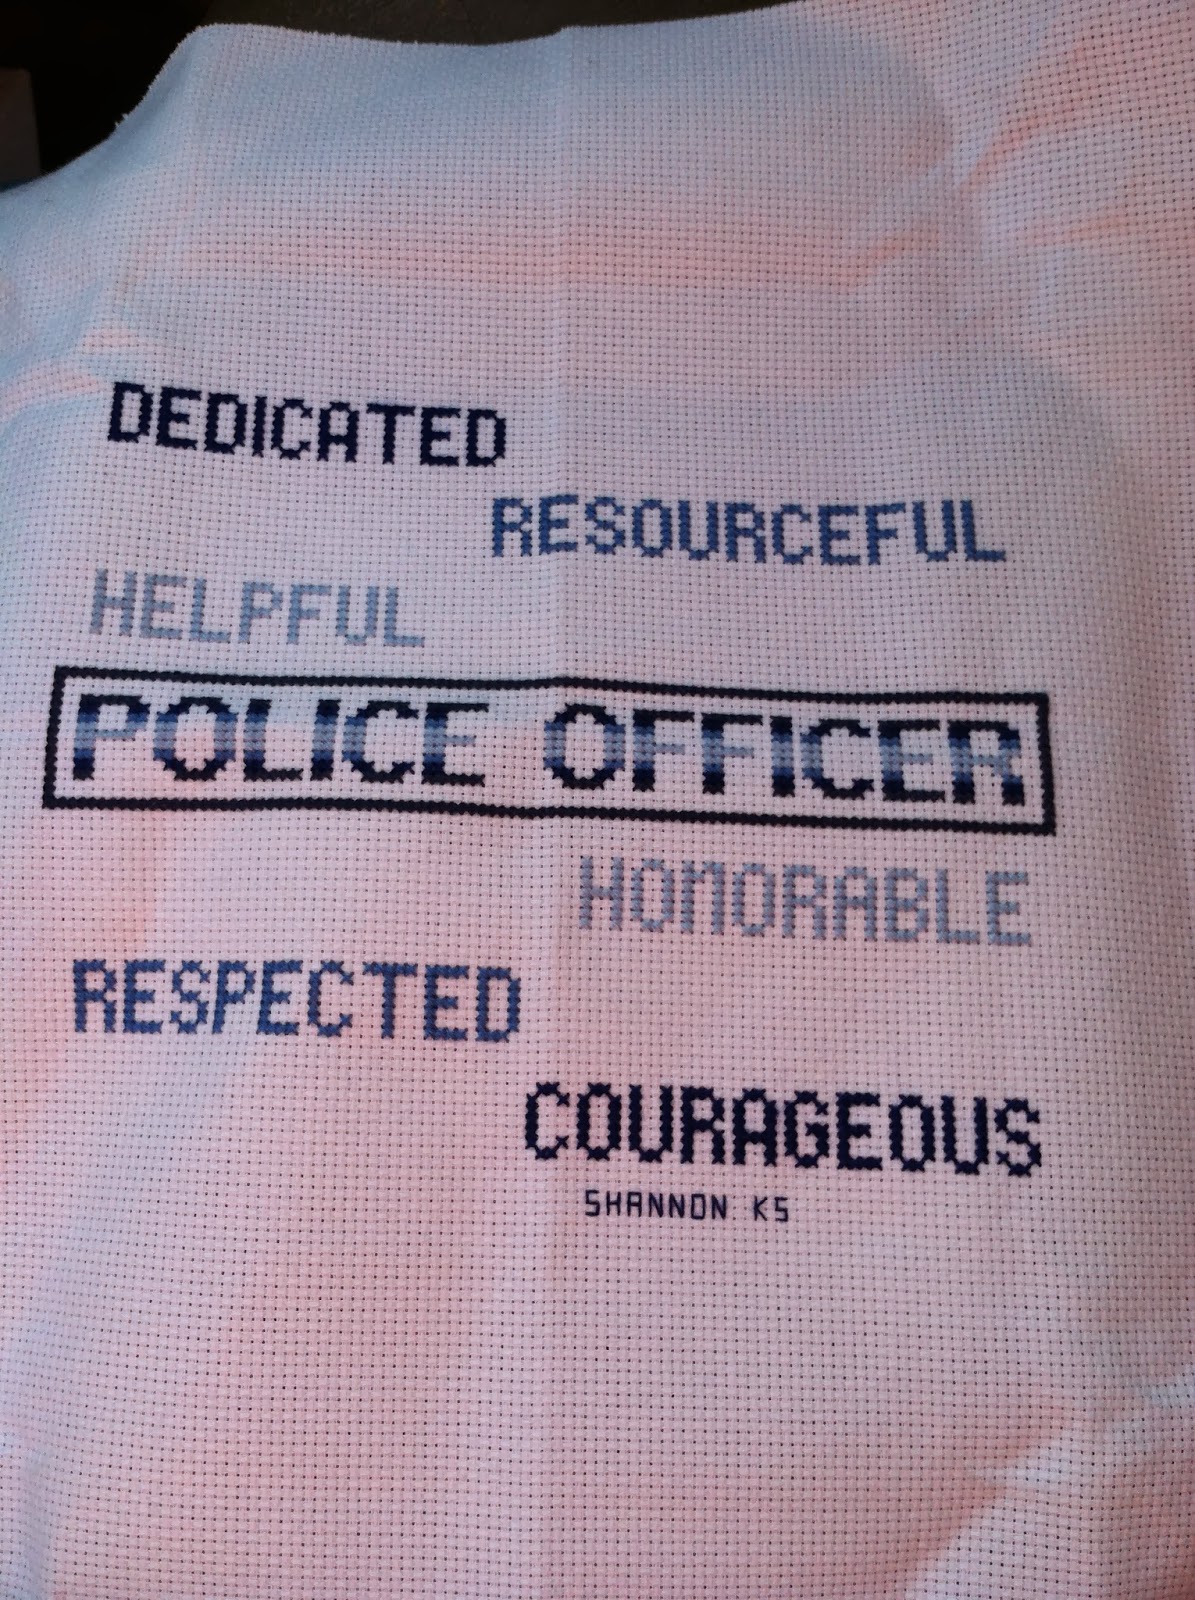 DEDICATED
RESOURCEFUL
HELPFUL
POLICE OFFICER
HONORABLE
RESPECTED
COURAGEOUS
SHANNON KS